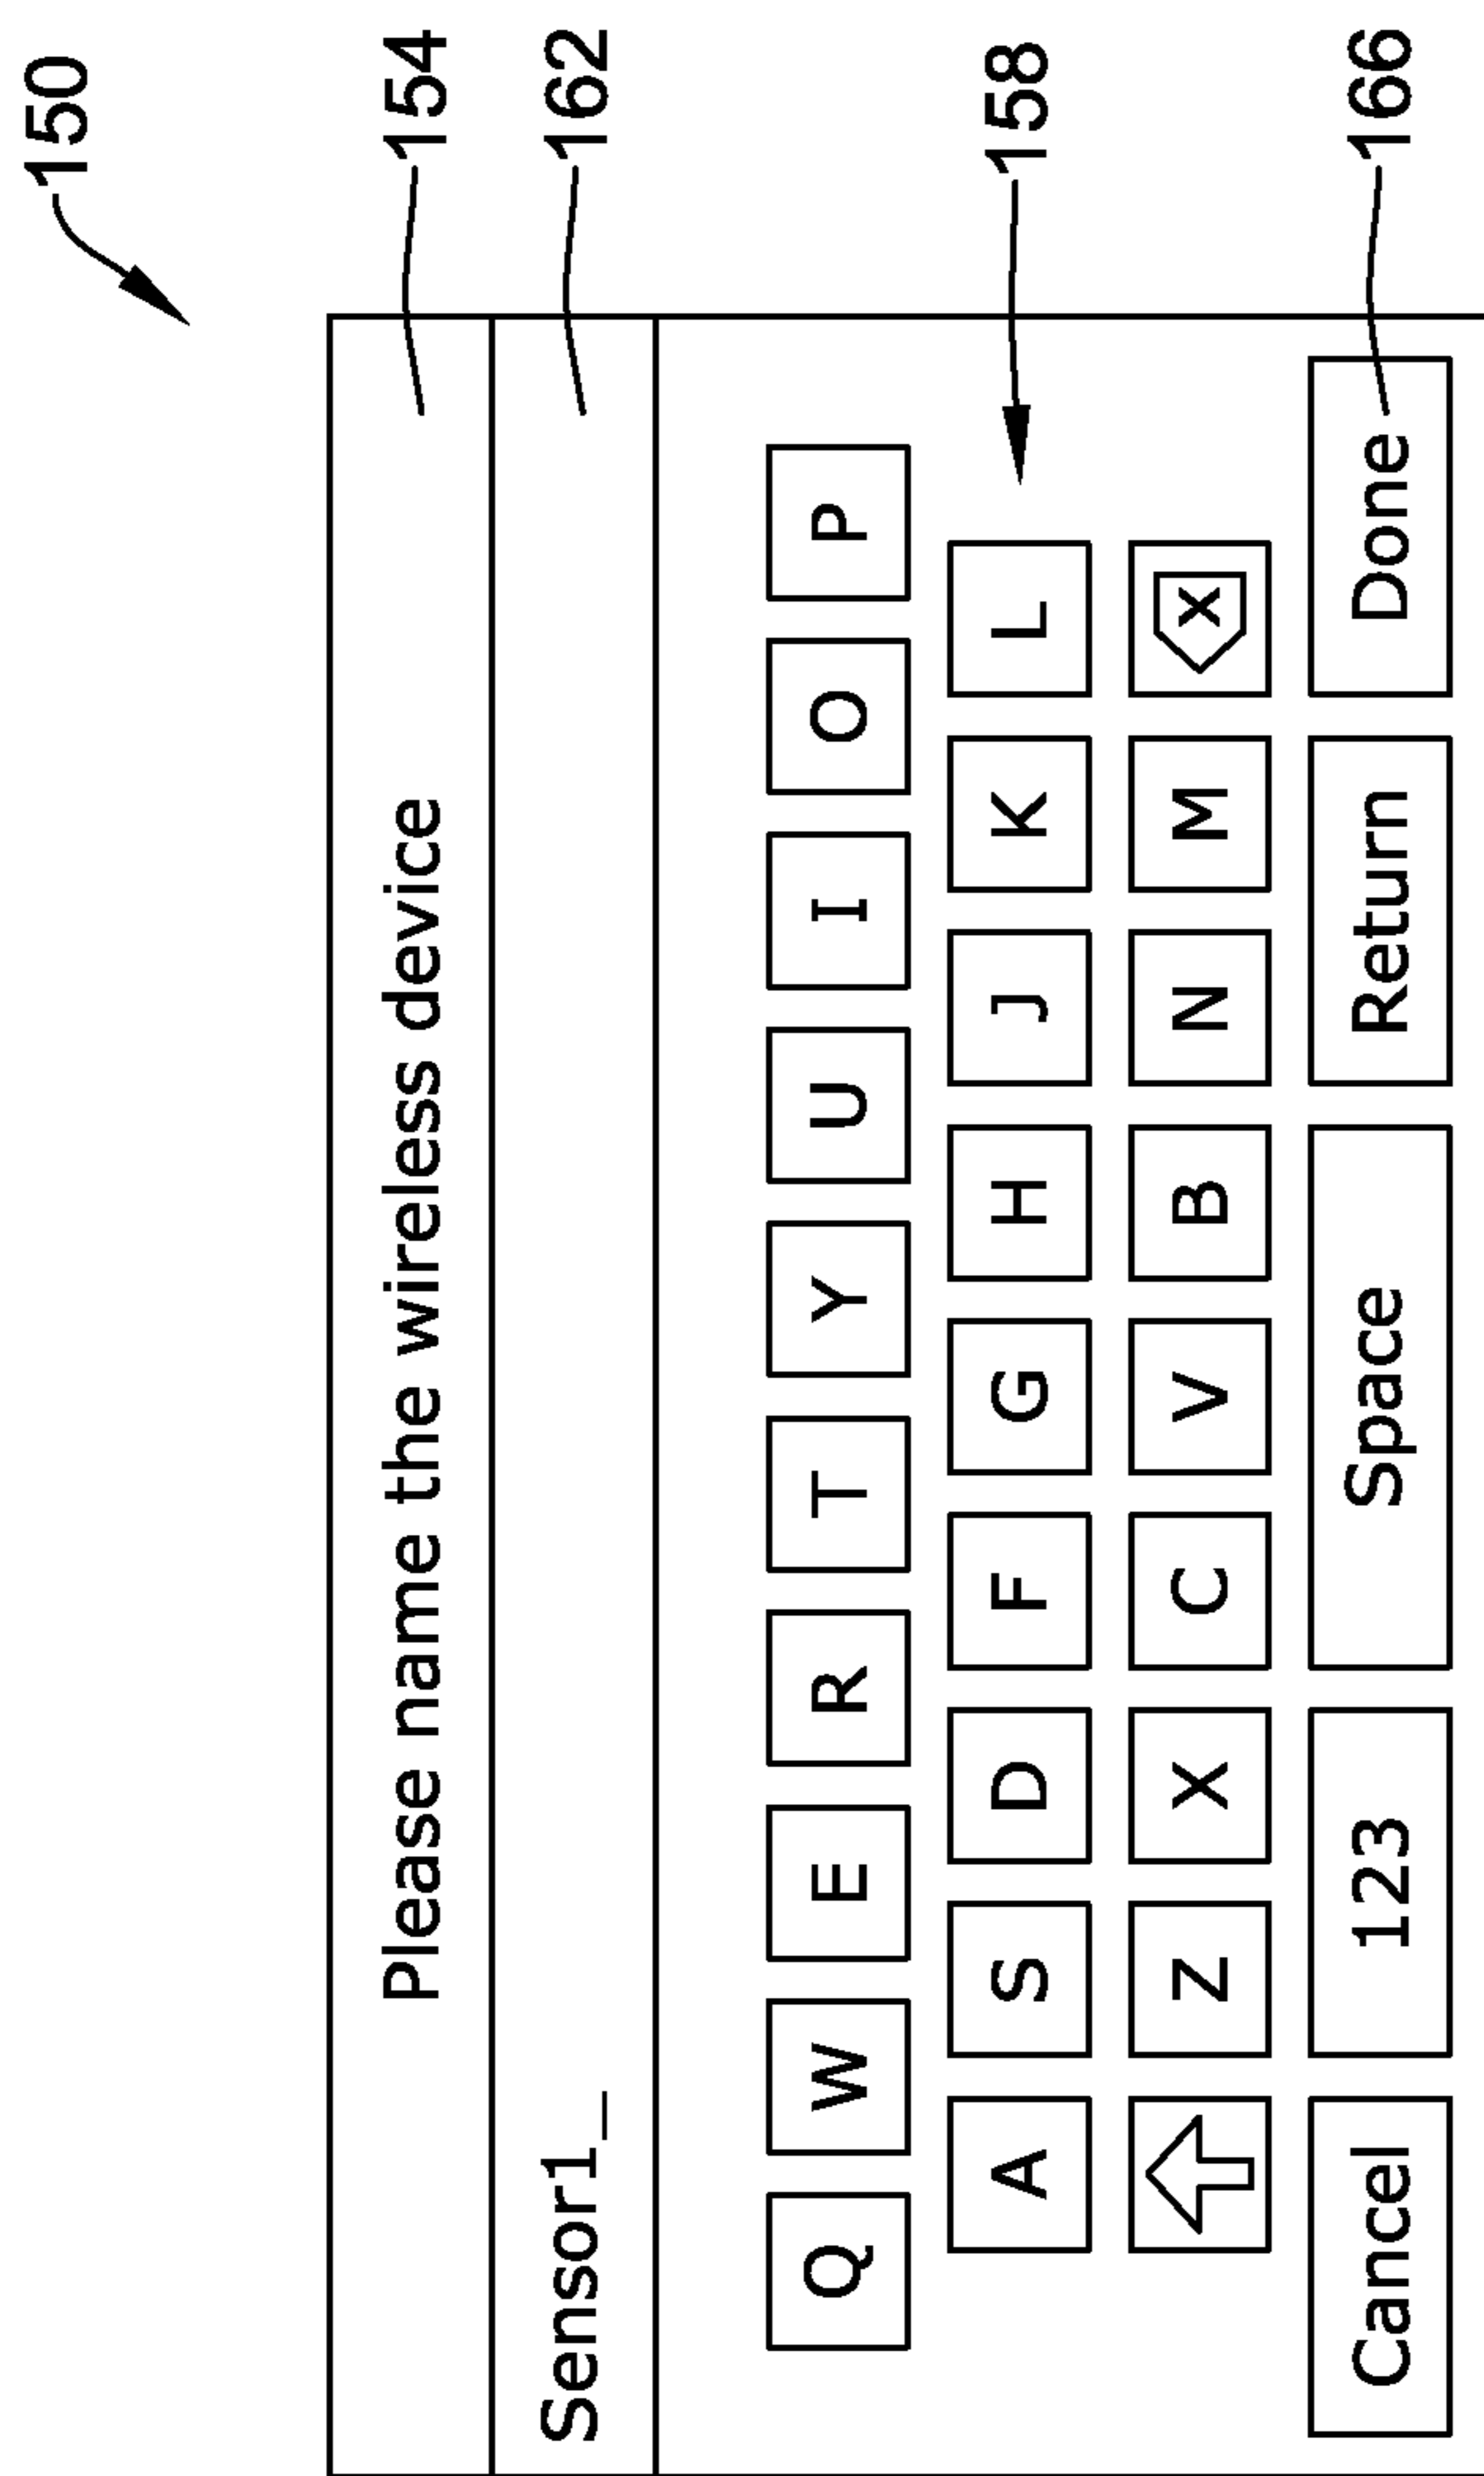 150
Please name the wireless device 154
Sensor1_ 162
Q W E R T Y U I O P
A S D F G H J K L 158
Z X C V B N M X
Cancel 123 Space Return Done 166